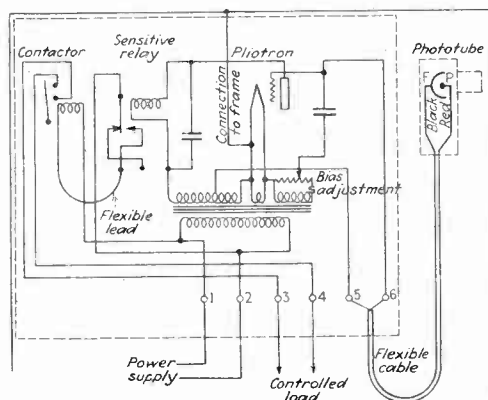 Contactor
Sensitive
relay
Pliotron
Connection
to frame
Phototube
F P
Black
Red
Bias
adjustment
Flexible
lead
1 2 3 4 5 6
Power
supply
Controlled
load
Flexible
cable